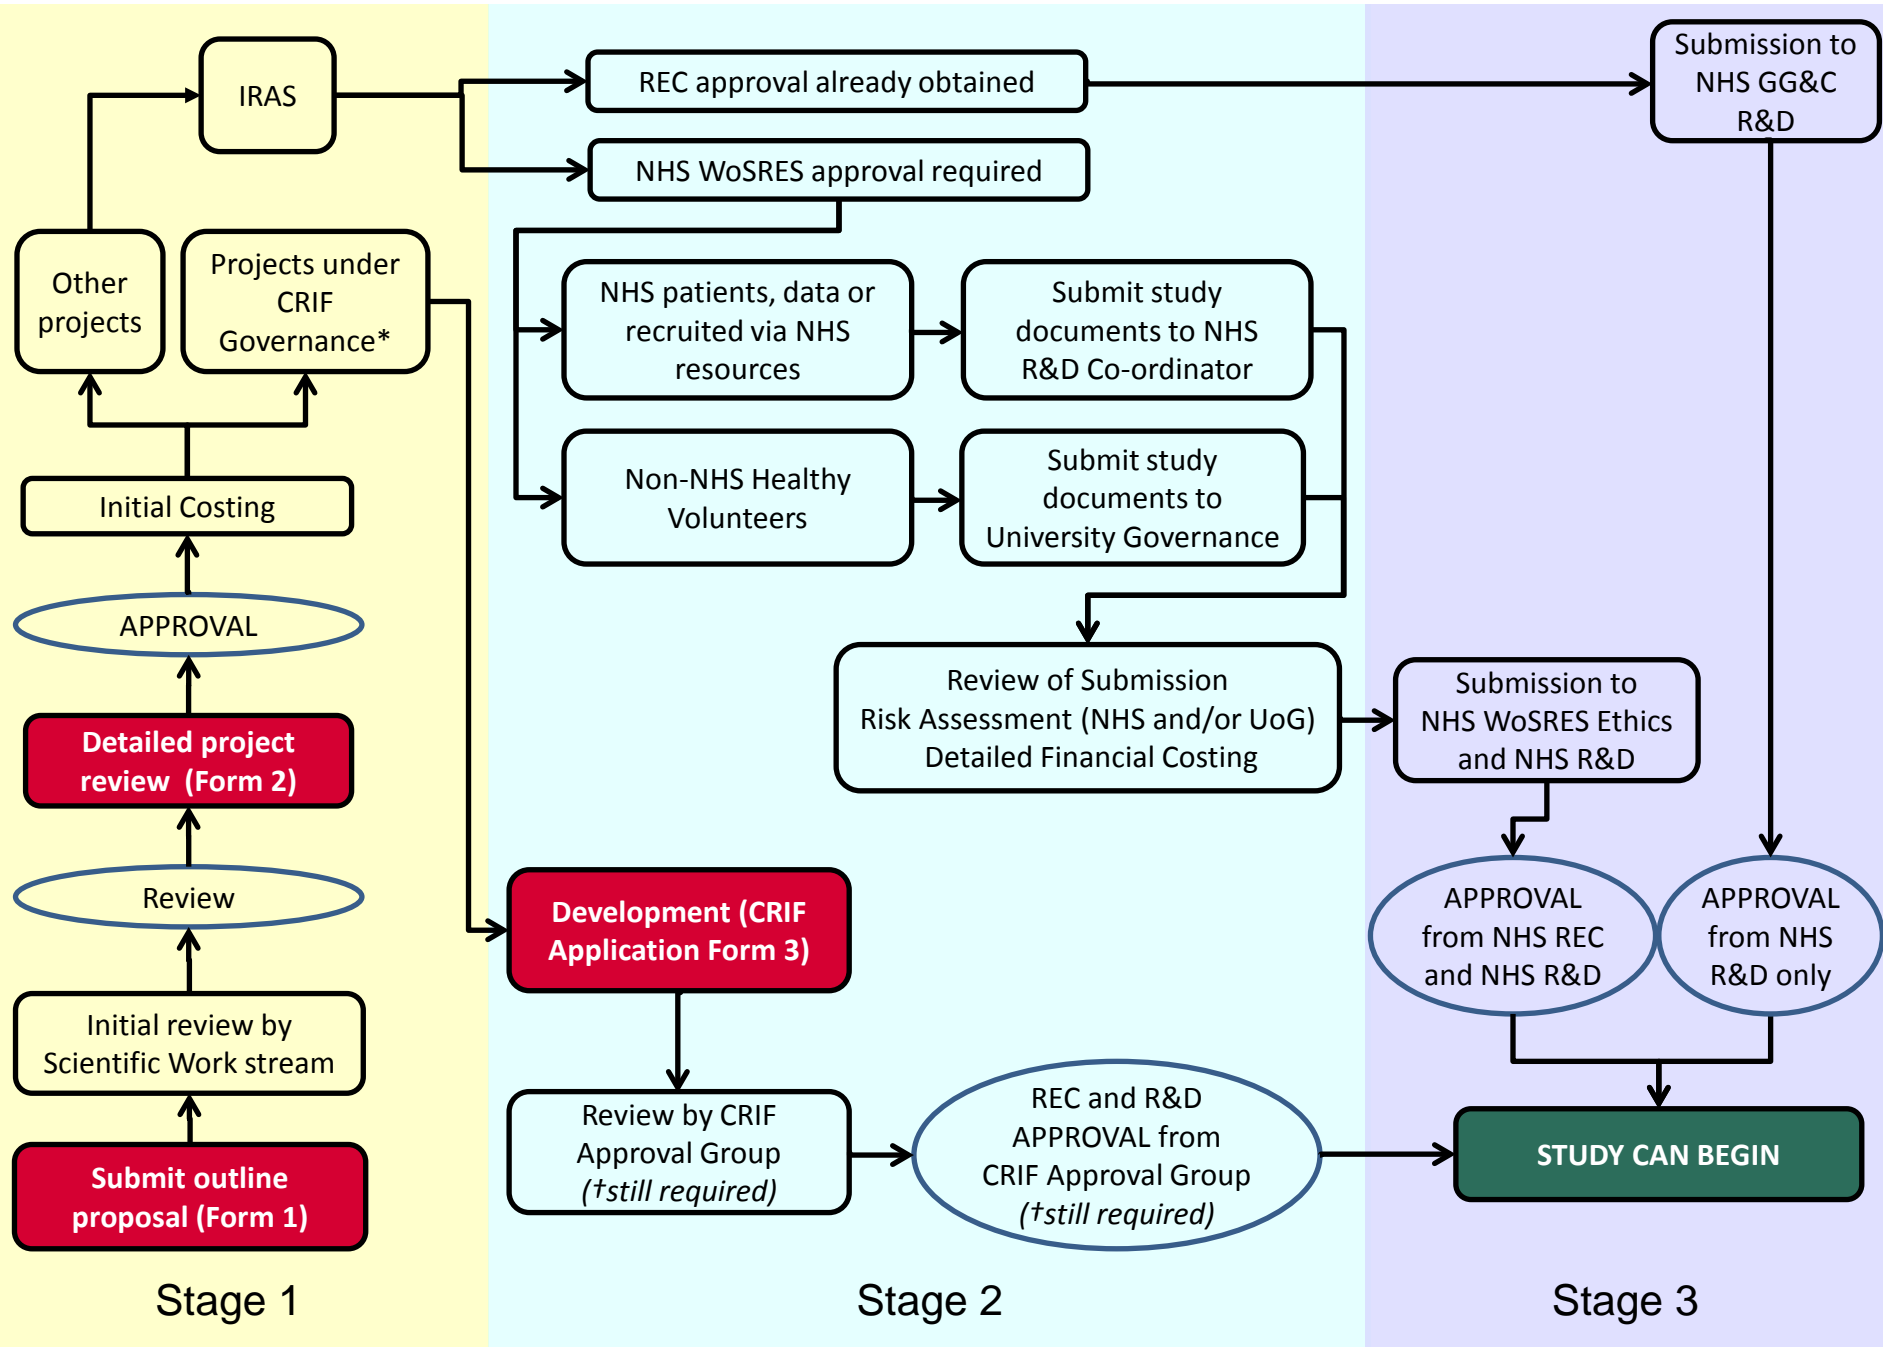 IRAS
REC approval already obtained
Submission to
NHS GG&C
R&D
NHS WoSRES approval required
Other
projects
Projects under
CRIF
Governance*
NHS patients, data or
recruited via NHS
resources
Submit study
documents to NHS
R&D Co-ordinator
Non-NHS Healthy
Volunteers
Submit study
documents to
University Governance
Initial Costing
APPROVAL
Review of Submission
Risk Assessment (NHS and/or UoG)
Detailed Financial Costing
Submission to
NHS WoSRES Ethics
and NHS R&D
Detailed project
review (Form 2)
Review
Development (CRIF
Application Form 3)
APPROVAL
from NHS REC
and NHS R&D
APPROVAL
from NHS
R&D only
Initial review by
Scientific Work stream
Submit outline
proposal (Form 1)
Review by CRIF
Approval Group
(†still required)
REC and R&D
APPROVAL from
CRIF Approval Group
(†still required)
STUDY CAN BEGIN
Stage 1
Stage 2
Stage 3